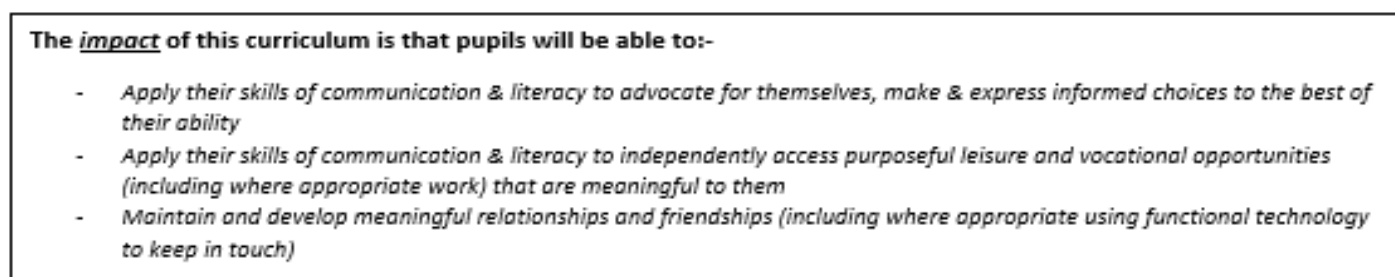 The impact of this curriculum is that pupils will be able to:-
- Apply their skills of communication & literacy to advocate for themselves, make & express informed choices to the best of
their ability
- Apply their skills of communication & literacy to independently access purposeful leisure and vocational opportunities
(including where appropriate work) that are meaningful to them
- Maintain and develop meaningful relationships and friendships (including where appropriate using functional technology
to keep in touch)